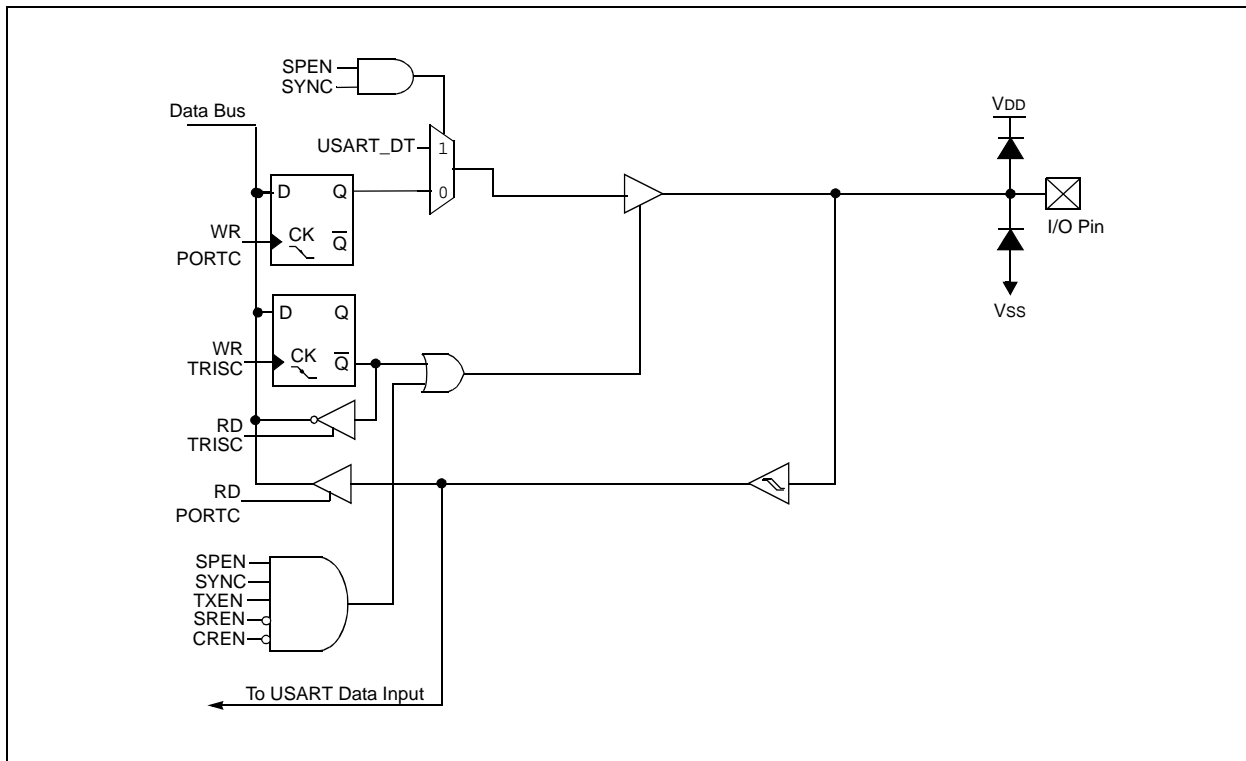 SPEN
SYNC
Data Bus
VDD
USART_DT
1
D
Q
0
WR
PORTC
CK
Q
I/O Pin
VSS
D
Q
WR
TRISC
CK
Q
RD
TRISC
RD
PORTC
SPEN
SYNC
TXEN
SREN
CREN
To USART Data Input